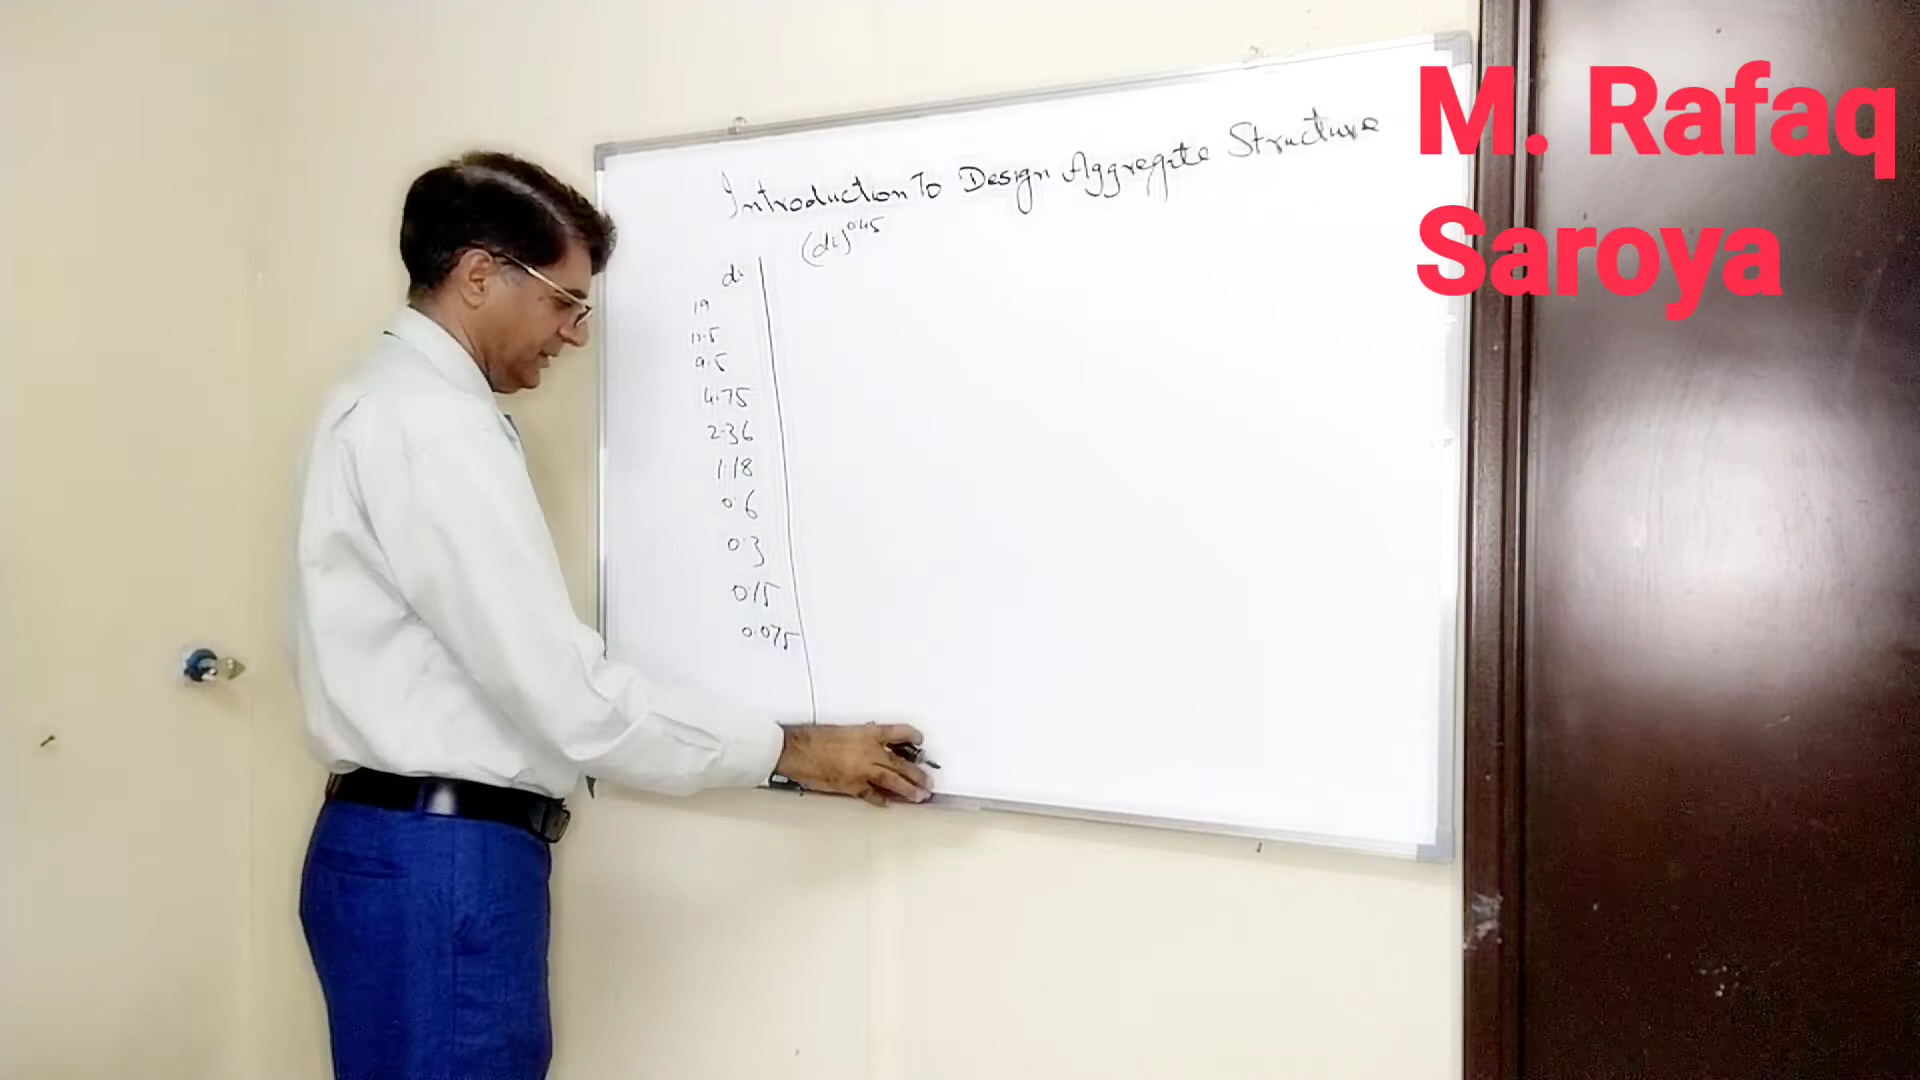 M. Rafaq
Saroya
Introduction To Design Aggregate Structure
di
(di)^0.45
19
12.5
9.5
4.75
2.36
1.18
0.6
0.3
0.15
0.075